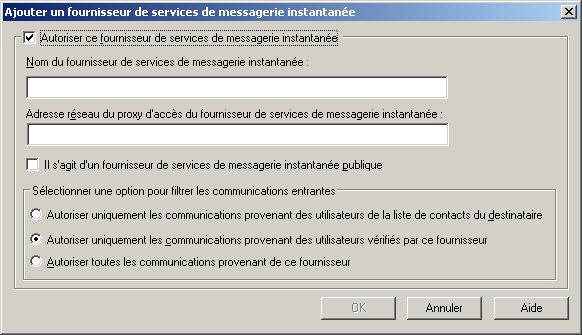 Ajouter un fournisseur de services de messagerie instantanée
Autoriser ce fournisseur de services de messagerie instantanée
Nom du fournisseur de services de messagerie instantanée :
Adresse réseau du proxy d'accès du fournisseur de services de messagerie instantanée :
Il s'agit d'un fournisseur de services de messagerie instantanée publique
Sélectionner une option pour filtrer les communications entrantes
Autoriser uniquement les communications provenant des utilisateurs de la liste de contacts du destinataire
Autoriser uniquement les communications provenant des utilisateurs vérifiés par ce fournisseur
Autoriser toutes les communications provenant de ce fournisseur
OK Annuler Aide